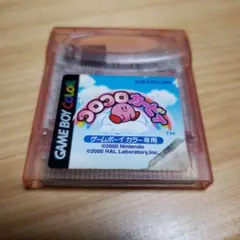 GAME BOY COLOR
コロコロカービィ
TM
ゲームボーイカラー専用
©2000 Nintendo
©2000 HAL Laboratory,Inc.